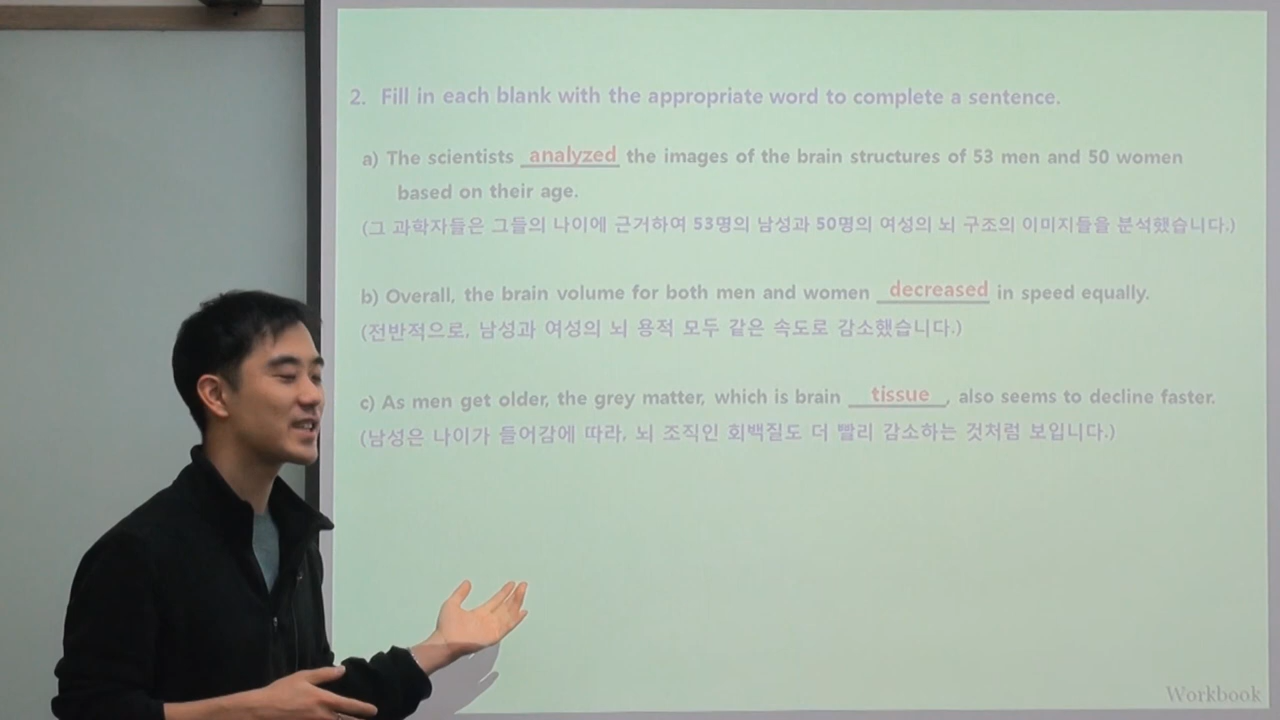 2. Fill in each blank with the appropriate word to complete a sentence.
a) The scientists analyzed the images of the brain structures of 53 men and 50 women
based on their age.
(그 과학자들은 그들의 나이에 근거하여 53명의 남성과 50명의 여성의 뇌 구조의 이미지들을 분석했습니다.)
b) Overall, the brain volume for both men and women decreased in speed equally.
(전반적으로, 남성과 여성의 뇌 용적 모두 같은 속도로 감소했습니다.)
c) As men get older, the grey matter, which is brain tissue, also seems to decline faster.
(남성은 나이가 들어감에 따라, 뇌 조직인 회백질도 더 빨리 감소하는 것처럼 보입니다.)
Workbook